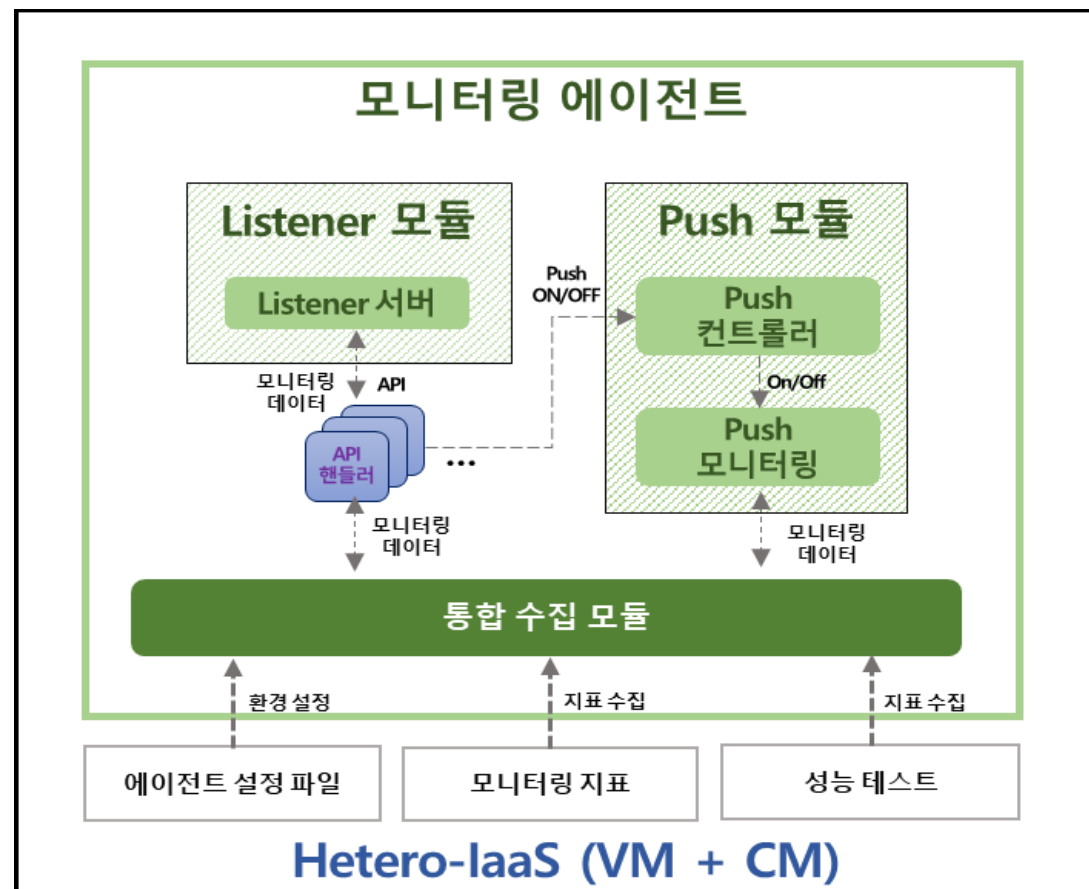 모니터링 에이전트
Listener 모듈
Listener 서버
Push 모듈
Push
ON/OFF
Push
컨트롤러
On/Off
Push
모니터링
모니터링
데이터
API
API
핸들러
...
모니터링
데이터
모니터링
데이터
통합 수집 모듈
환경 설정
지표 수집
지표 수집
에이전트 설정 파일
모니터링 지표
성능 테스트
Hetero-IaaS (VM + CM)